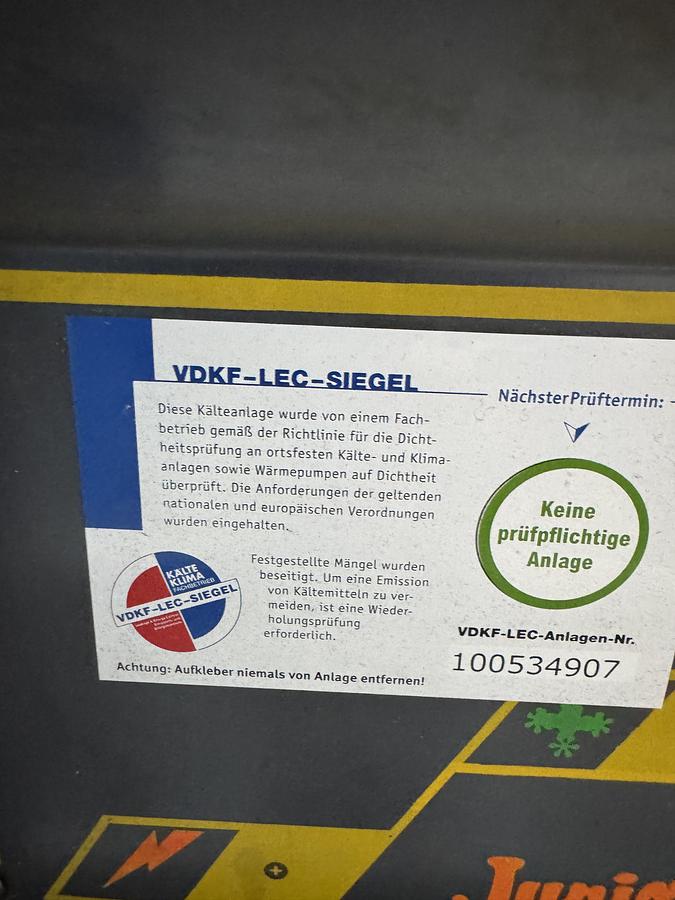 VDKF-LEC-SIEGEL
Diese Kälteanlage wurde von einem Fach-
betrieb gemäß der Richtlinie für die Dicht-
heitsprüfung an ortsfesten Kälte- und Klima-
anlagen sowie Wärmepumpen auf Dichtheit
überprüft. Die Anforderungen der geltenden
nationalen und europäischen Verordnungen
wurden eingehalten.
Festgestellte Mängel wurden
beseitigt. Um eine Emission
von Kältemitteln zu ver-
meiden, ist eine Wieder-
holungsprüfung
erforderlich.
KÄLTE
KLIMA
FACHBETRIEB
VDKF-LEC-SIEGEL
Achtung: Aufkleber niemals von Anlage entfernen!
NächsterPrüftermin:
Keine
prüfpflichtige
Anlage
VDKF-LEC-Anlagen-Nr.
100534907